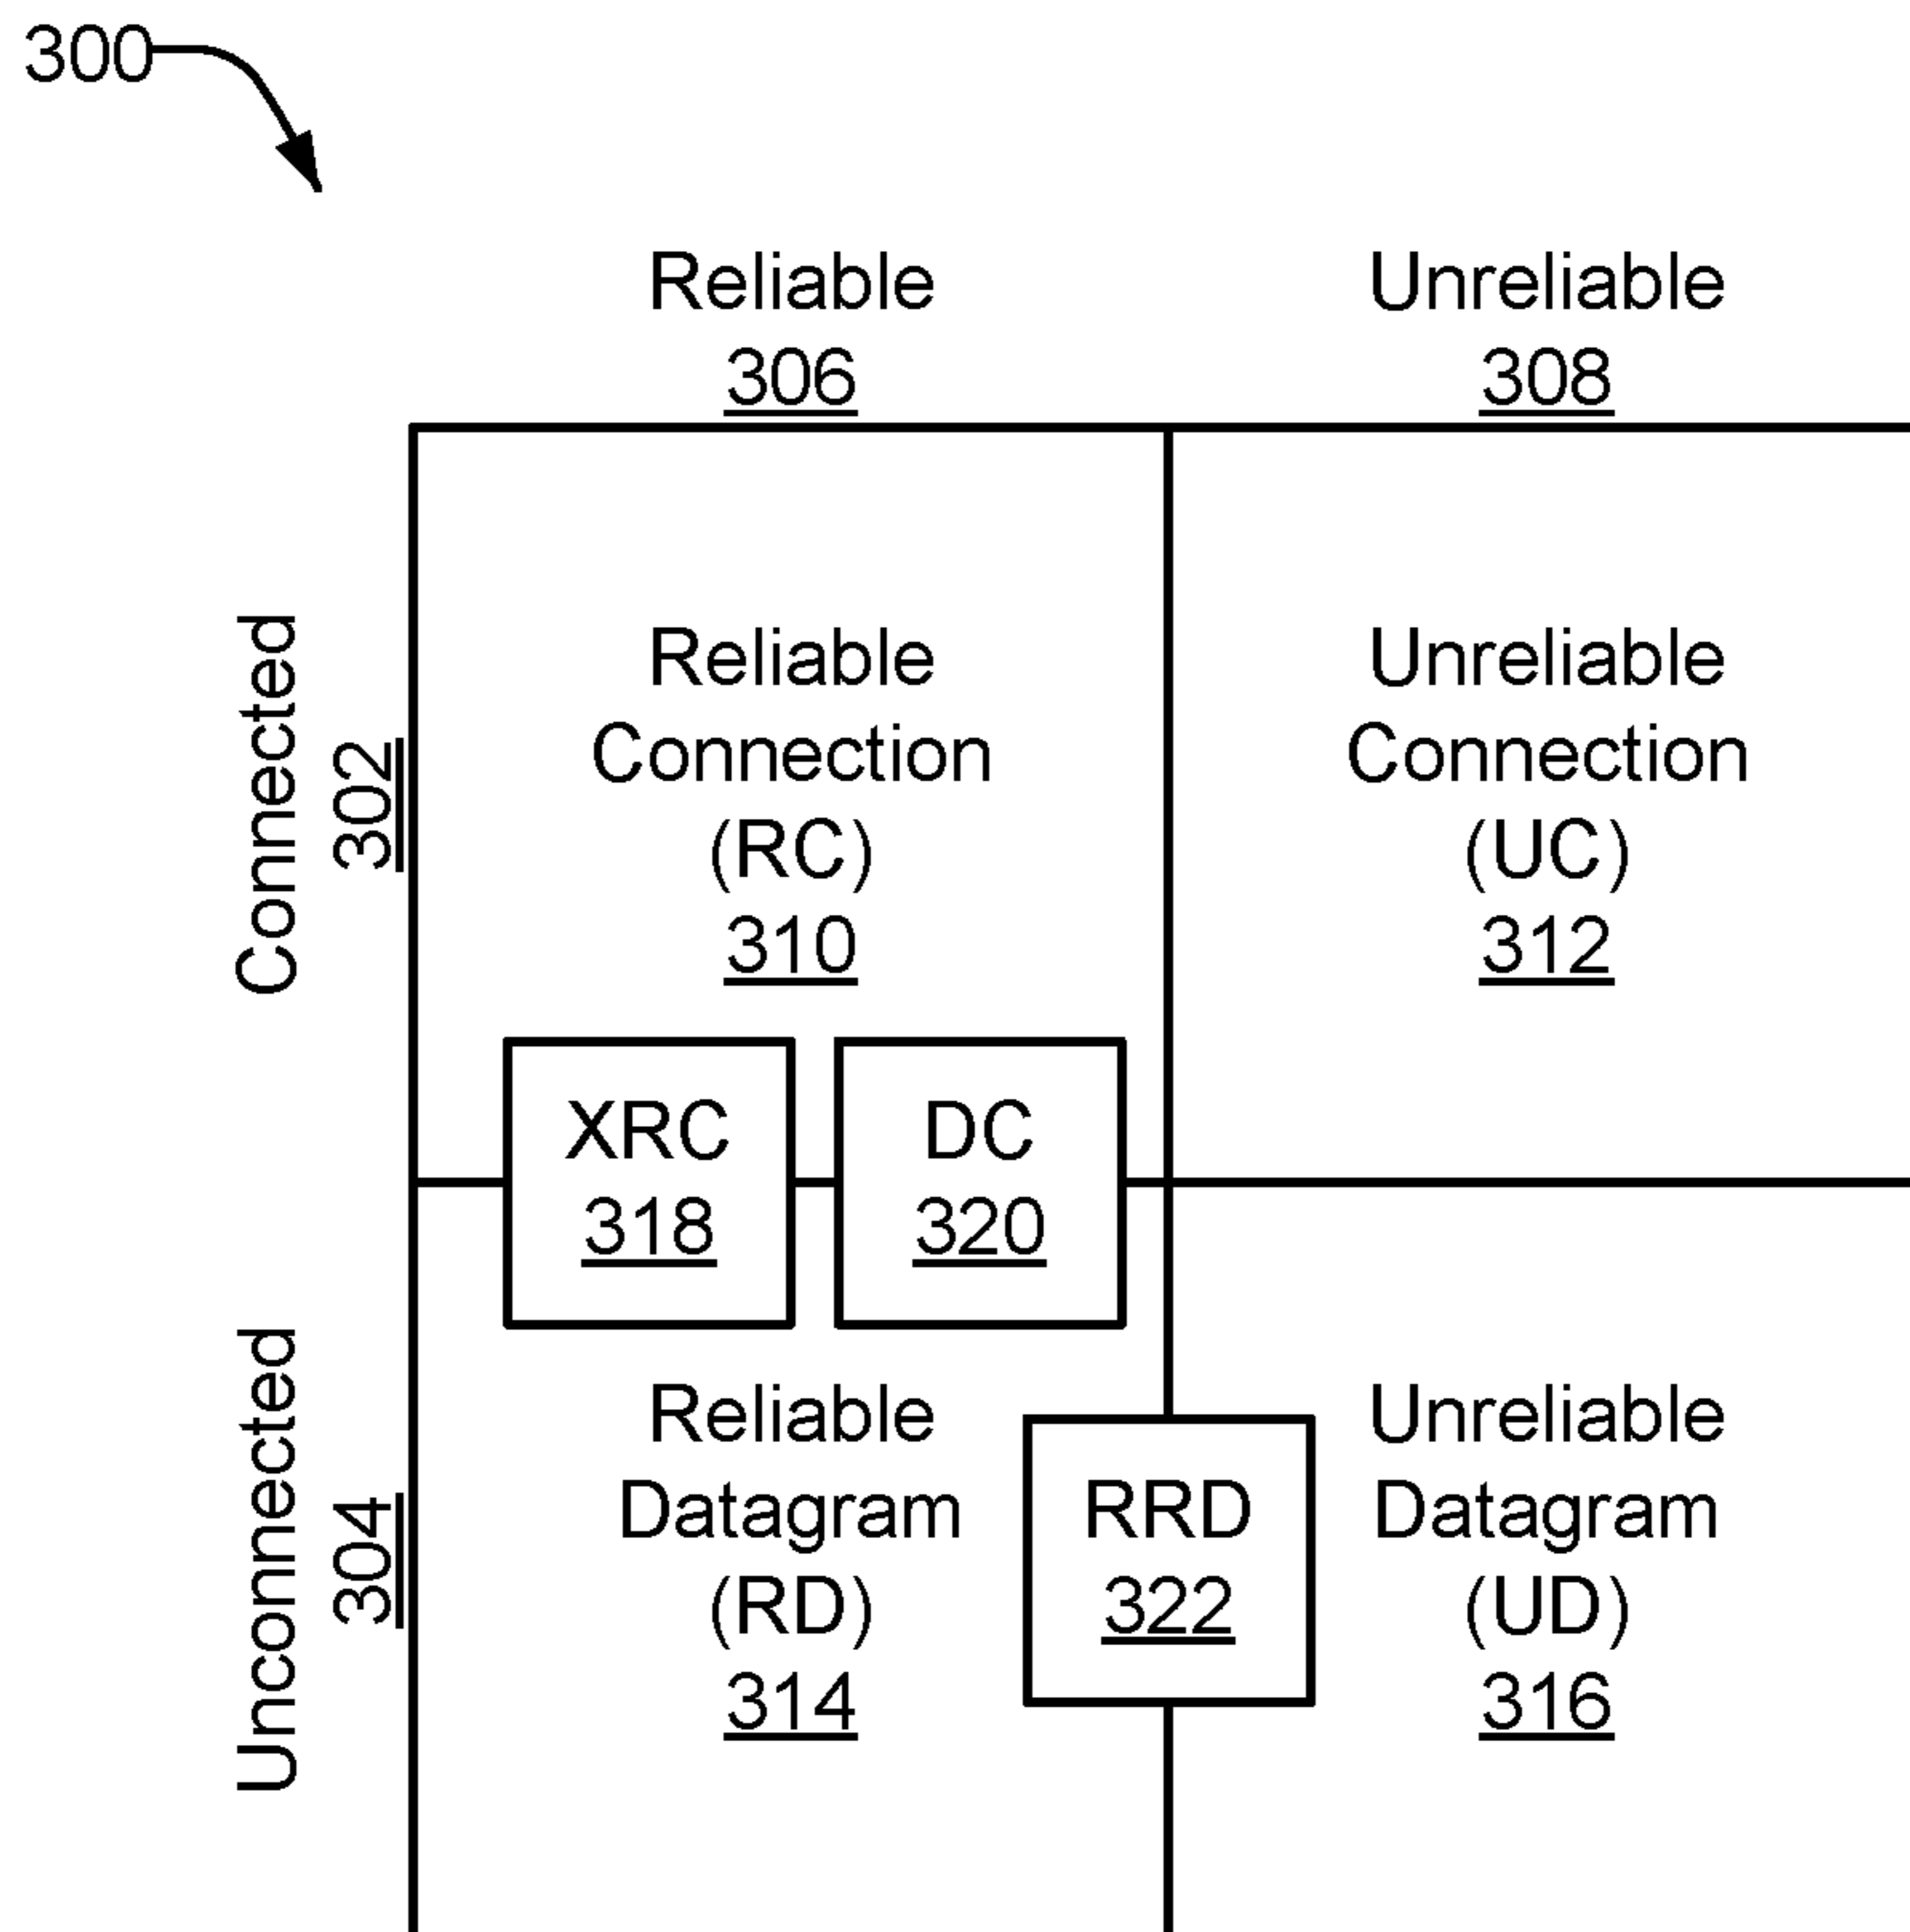 300
Reliable
306
Unreliable
308
Connected
302
Reliable
Connection
(RC)
310
Unreliable
Connection
(UC)
312
XRC
318
DC
320
Unconnected
304
Reliable
Datagram
(RD)
314
RRD
322
Unreliable
Datagram
(UD)
316